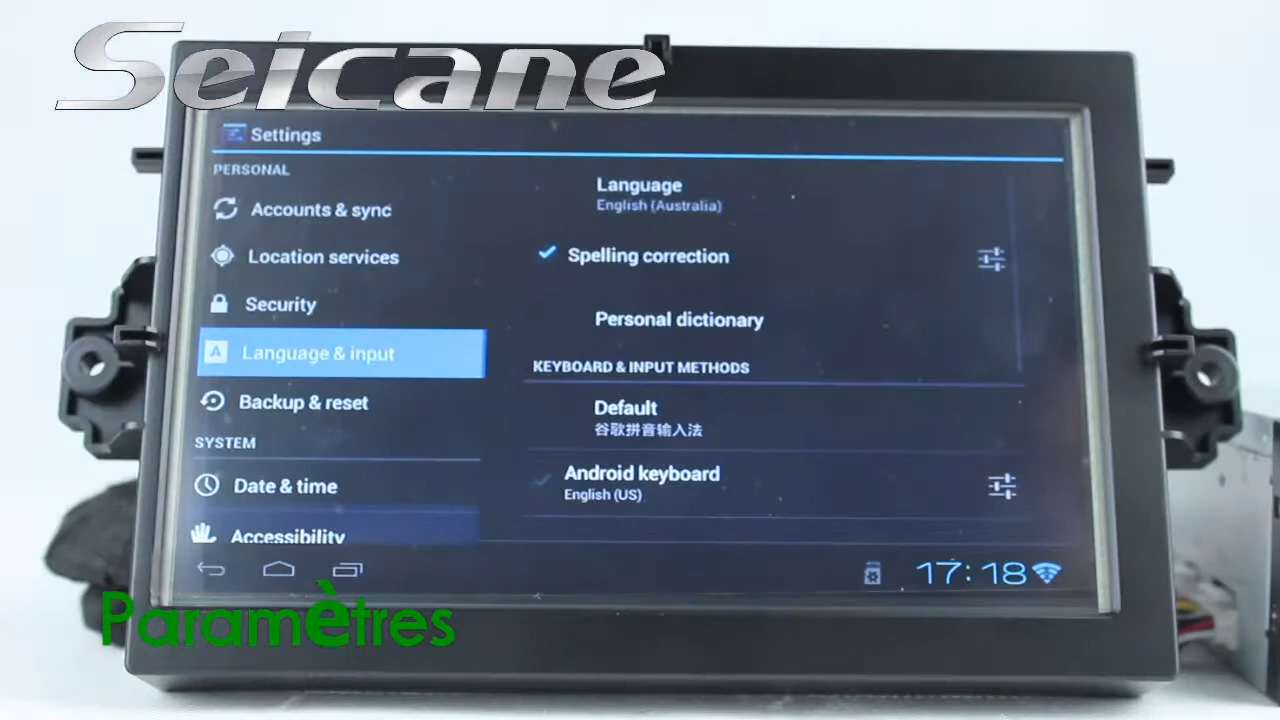 Seicane
Settings
PERSONAL
Accounts & sync
Location services
Security
A
Language & input
Backup & reset
SYSTEM
Date & time
Accessibility
Language
English (Australia)
Spelling correction
Personal dictionary
KEYBOARD & INPUT METHODS
Default
谷歌拼音输入法
Android keyboard
English (US)
17:18
Paramètres